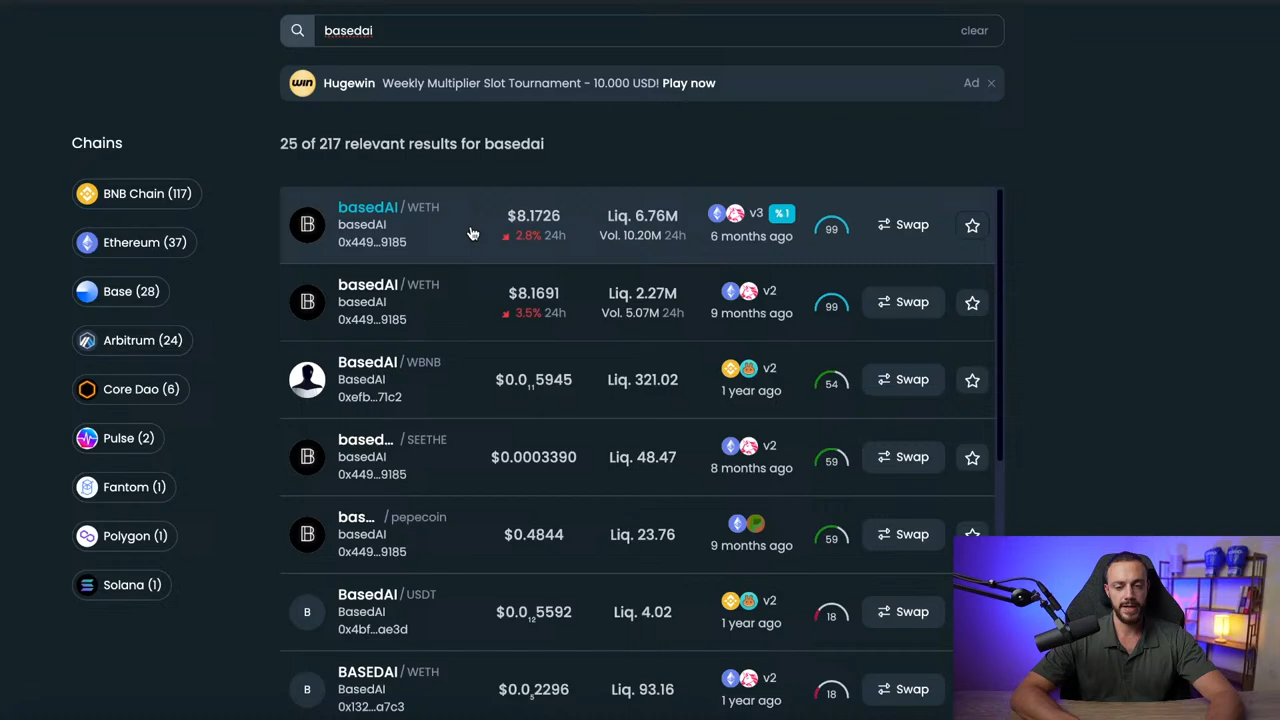 basedai
clear
WIN Hugewin Weekly Multiplier Slot Tournament - 10.000 USD! Play now Ad
25 of 217 relevant results for basedai
Chains
BNB Chain (117)
Ethereum (37)
Base (28)
Arbitrum (24)
Core Dao (6)
Pulse (2)
Fantom (1)
Polygon (1)
Solana (1)
basedAI / WETH
basedAI
0x449...9185
$8.1726
2.8% 24h
Liq. 6.76M
Vol. 10.20M 24h
v3 % 1
6 months ago
99
Swap
basedAI / WETH
basedAI
0x449...9185
$8.1691
3.5% 24h
Liq. 2.27M
Vol. 5.07M 24h
v2
9 months ago
99
Swap
BasedAI / WBNB
BasedAI
0xefb...71c2
$0.0₁₁5945
Liq. 321.02
v2
1 year ago
54
Swap
based... / SEETHE
basedAI
0x449...9185
$0.0003390
Liq. 48.47
v2
8 months ago
59
Swap
bas... / pepecoin
basedAI
0x449...9185
$0.4844
Liq. 23.76
9 months ago
59
Swap
BasedAI / USDT
B
BasedAI
0x4bf...ae3d
$0.0₁₂5592
Liq. 4.02
v2
1 year ago
18
Swap
BASEDAI / WETH
B
BasedAI
0x132...a7c3
$0.0₅2296
Liq. 93.16
v2
1 year ago
18
Swap